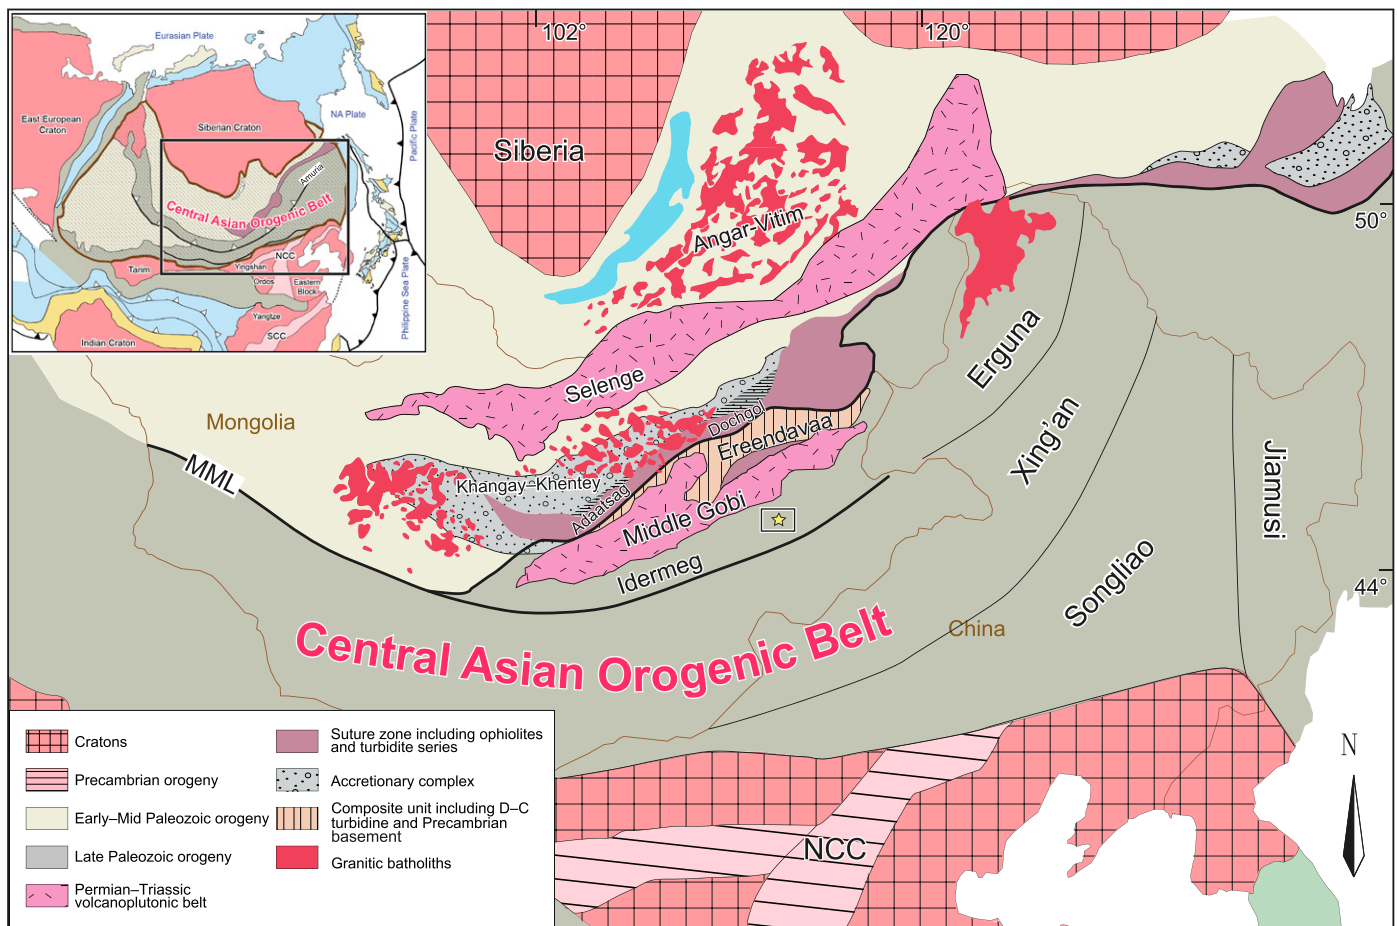 Eurasian Plate
East European
Craton
Siberian Craton
NA Plate
Pacific Plate
Amuria
Central Asian Orogenic Belt
NCC
Tarim
Yingshan
Ordos
Eastern
Block
Yangtze
SCC
Indian Craton
Philippine Sea Plate
102°
120°
50°
44°
Siberia
Angar-Vitim
Selenge
Mongolia
MML
Khangay–Khentey
Dochgol
Adaatsag
Ereendavaa
Middle Gobi
Idermeg
Erguna
Xing'an
Songliao
Jiamusi
China
Central Asian Orogenic Belt
NCC
N
Cratons
Precambrian orogeny
Early–Mid Paleozoic orogeny
Late Paleozoic orogeny
Permian–Triassic
volcanoplutonic belt
Suture zone including ophiolites
and turbidite series
Accretionary complex
Composite unit including D–C
turbidine and Precambrian
basement
Granitic batholiths